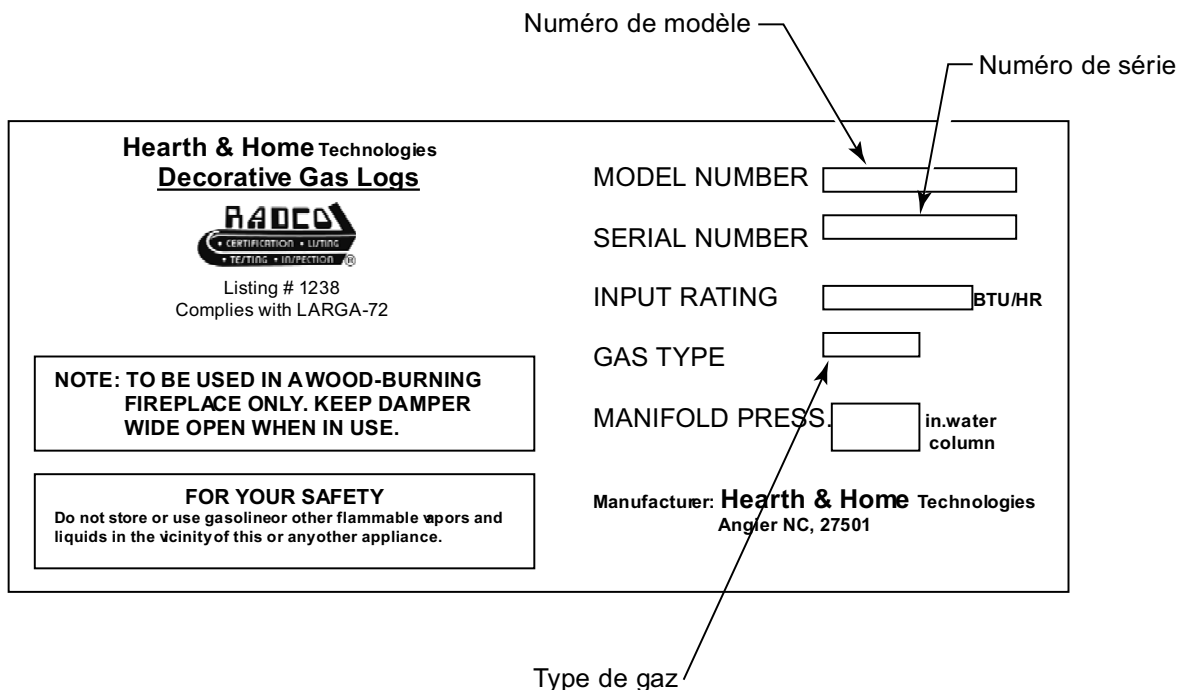 Numéro de modèle
Numéro de série
Hearth & Home Technologies
Decorative Gas Logs
RADCO
• CERTIFICATION • LISTING
• TESTING • INSPECTION ®
Listing # 1238
Complies with LARGA-72
NOTE: TO BE USED IN A WOOD-BURNING
FIREPLACE ONLY. KEEP DAMPER
WIDE OPEN WHEN IN USE.
FOR YOUR SAFETY
Do not store or use gasolineor other flammable vapors and
liquids in the vicinityof this or anyother appliance.
MODEL NUMBER
SERIAL NUMBER
INPUT RATING BTU/HR
GAS TYPE
MANIFOLD PRESS. in.water
column
Manufacturer: Hearth & Home Technologies
Angier NC, 27501
Type de gaz